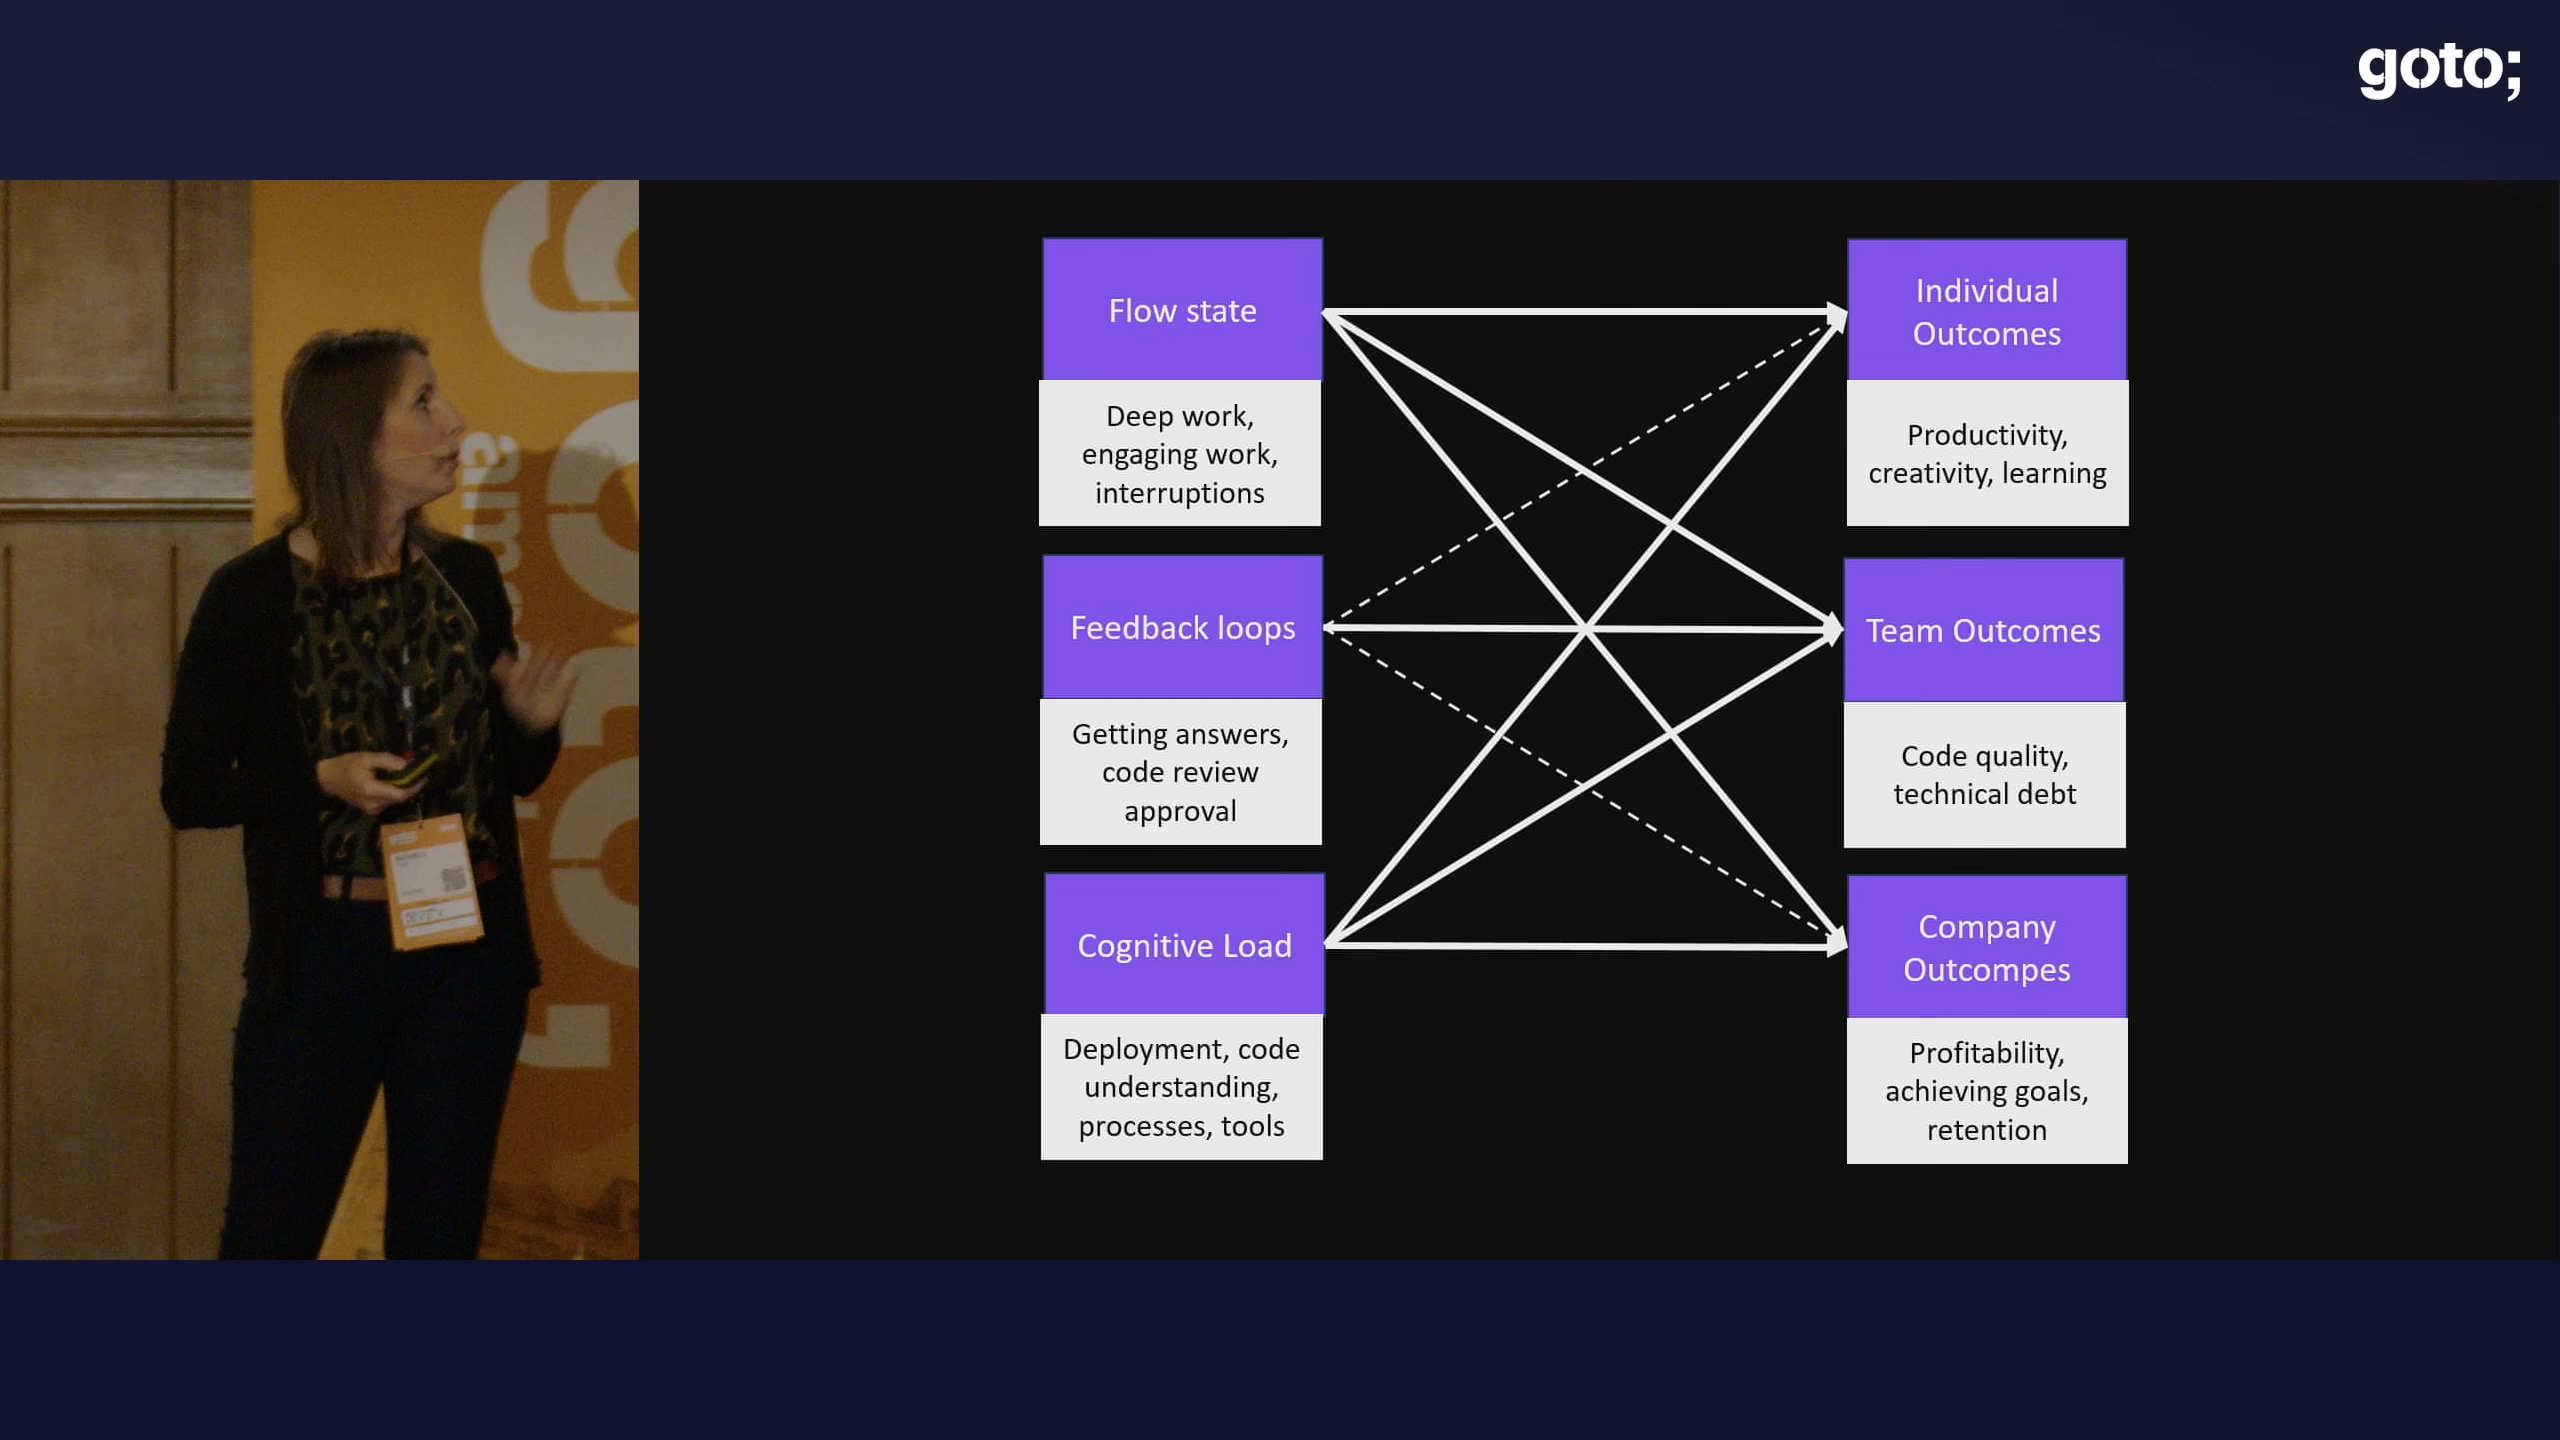 goto;
Flow state
Deep work,
engaging work,
interruptions
Feedback loops
Getting answers,
code review
approval
Cognitive Load
Deployment, code
understanding,
processes, tools
Individual
Outcomes
Productivity,
creativity, learning
Team Outcomes
Code quality,
technical debt
Company
Outcompes
Profitability,
achieving goals,
retention